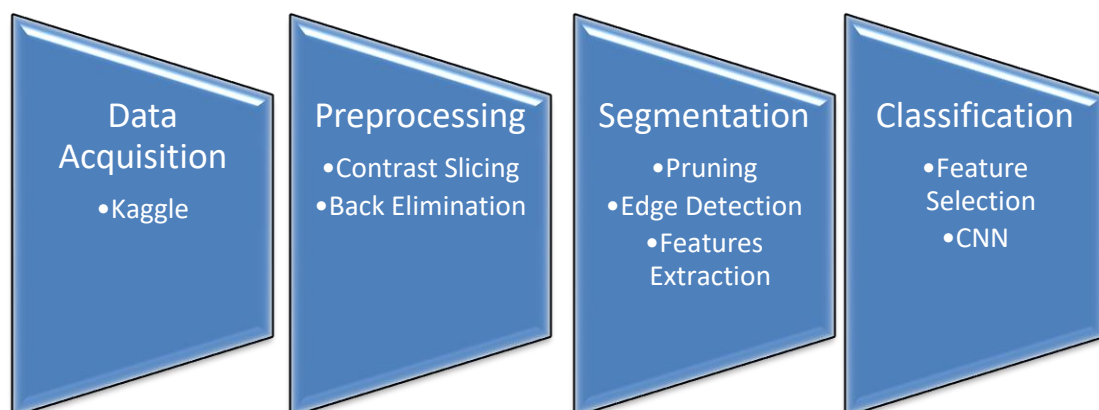 Data
Acquisition
•Kaggle
Preprocessing
•Contrast Slicing
•Back Elimination
Segmentation
•Pruning
•Edge Detection
•Features
Extraction
Classification
•Feature
Selection
•CNN